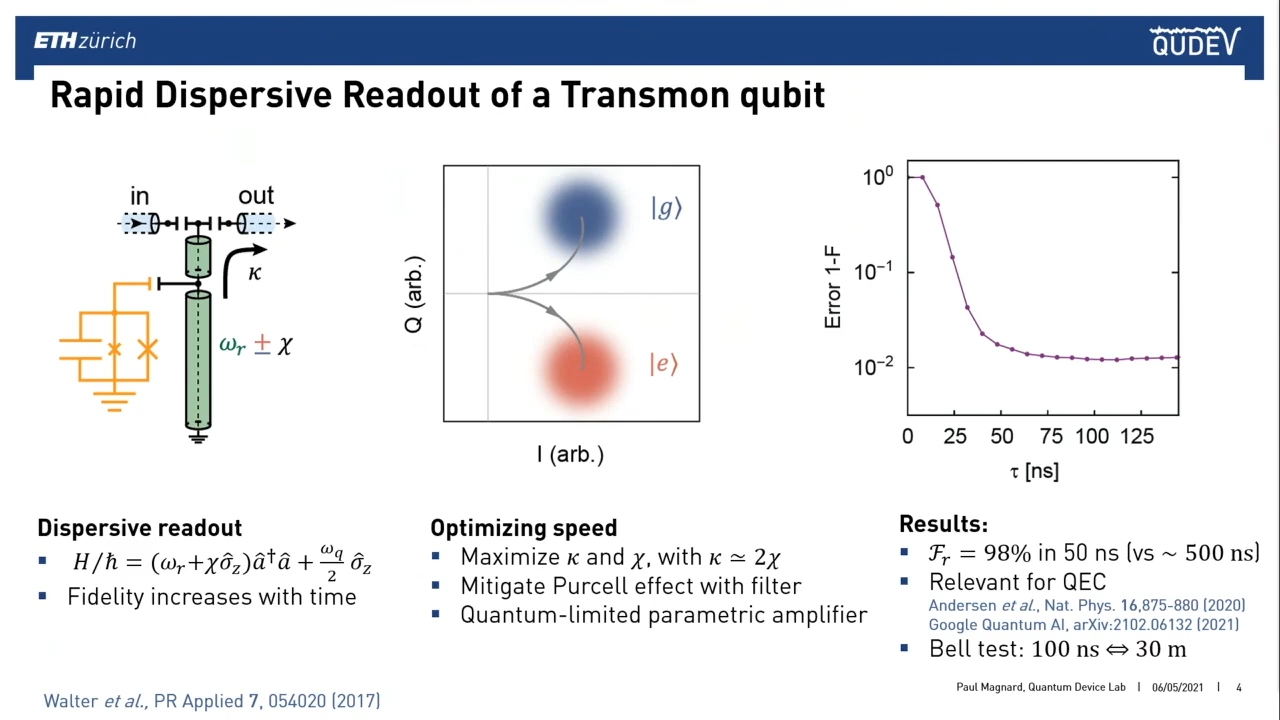 ETH zürich
QUDEV
Rapid Dispersive Readout of a Transmon qubit
in
out
κ
ω_r ± χ
Q (arb.)
|g⟩
|e⟩
I (arb.)
Error 1-F
10⁰
10⁻¹
10⁻²
0 25 50 75 100 125
τ [ns]
Dispersive readout
▪ H/ħ = (ω_r+χσ̂_z)â†â + ω_q/2 σ̂_z
▪ Fidelity increases with time
Optimizing speed
▪ Maximize κ and χ, with κ ≃ 2χ
▪ Mitigate Purcell effect with filter
▪ Quantum-limited parametric amplifier
Results:
▪ ℱ_r = 98% in 50 ns (vs ~ 500 ns)
▪ Relevant for QEC
Andersen et al., Nat. Phys. 16,875-880 (2020)
Google Quantum AI, arXiv:2102.06132 (2021)
▪ Bell test: 100 ns ⇔ 30 m
Walter et al., PR Applied 7, 054020 (2017)
Paul Magnard, Quantum Device Lab | 06/05/2021 | 4